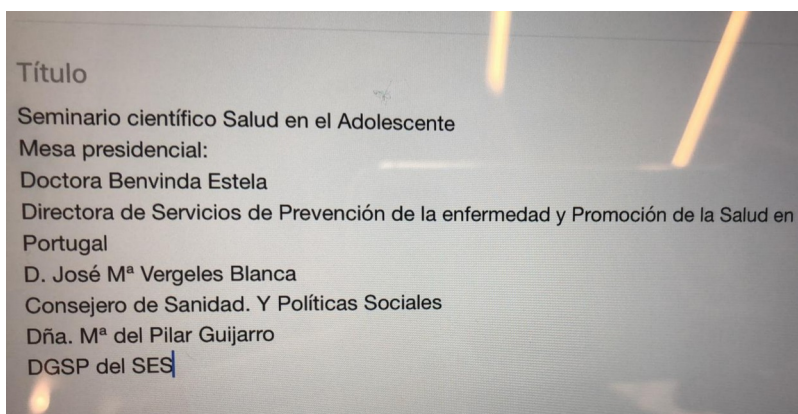 Título
Seminario científico Salud en el Adolescente
Mesa presidencial:
Doctora Benvinda Estela
Directora de Servicios de Prevención de la enfermedad y Promoción de la Salud en
Portugal
D. José Mª Vergeles Blanca
Consejero de Sanidad. Y Políticas Sociales
Dña. Mª del Pilar Guijarro
DGSP del SES